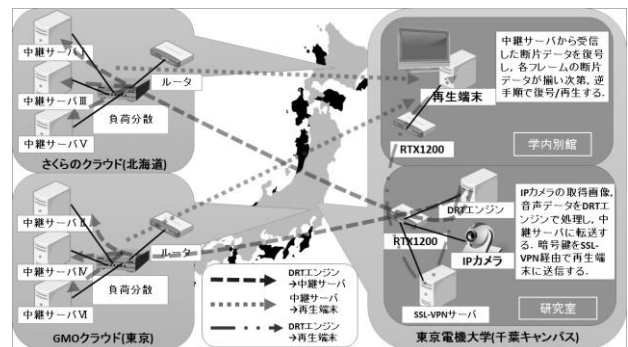 中継サーバⅠ
中継サーバⅢ
中継サーバⅤ
ルータ
負荷分散
さくらのクラウド(北海道)
中継サーバⅡ
中継サーバⅣ
中継サーバⅥ
ルータ
負荷分散
GMOクラウド(東京)
DRTエンジン
→中継サーバ
中継サーバ
→再生端末
DRTエンジン
→再生端末
再生端末
RTX1200
中継サーバから受信
した断片データを復号
し，各フレームの断片
データが揃い次第，逆
手順で復号/再生する．
学内別館
DRTエンジン
RTX1200
IPカメラ
SSL-VPNサーバ
IPカメラの取得画像，
音声データをDRTエ
ンジンで処理し，中
継サーバに転送す
る．暗号鍵をSSL-
VPN経由で再生端
末に送信する．
研究室
東京電機大学(千葉キャンパス)